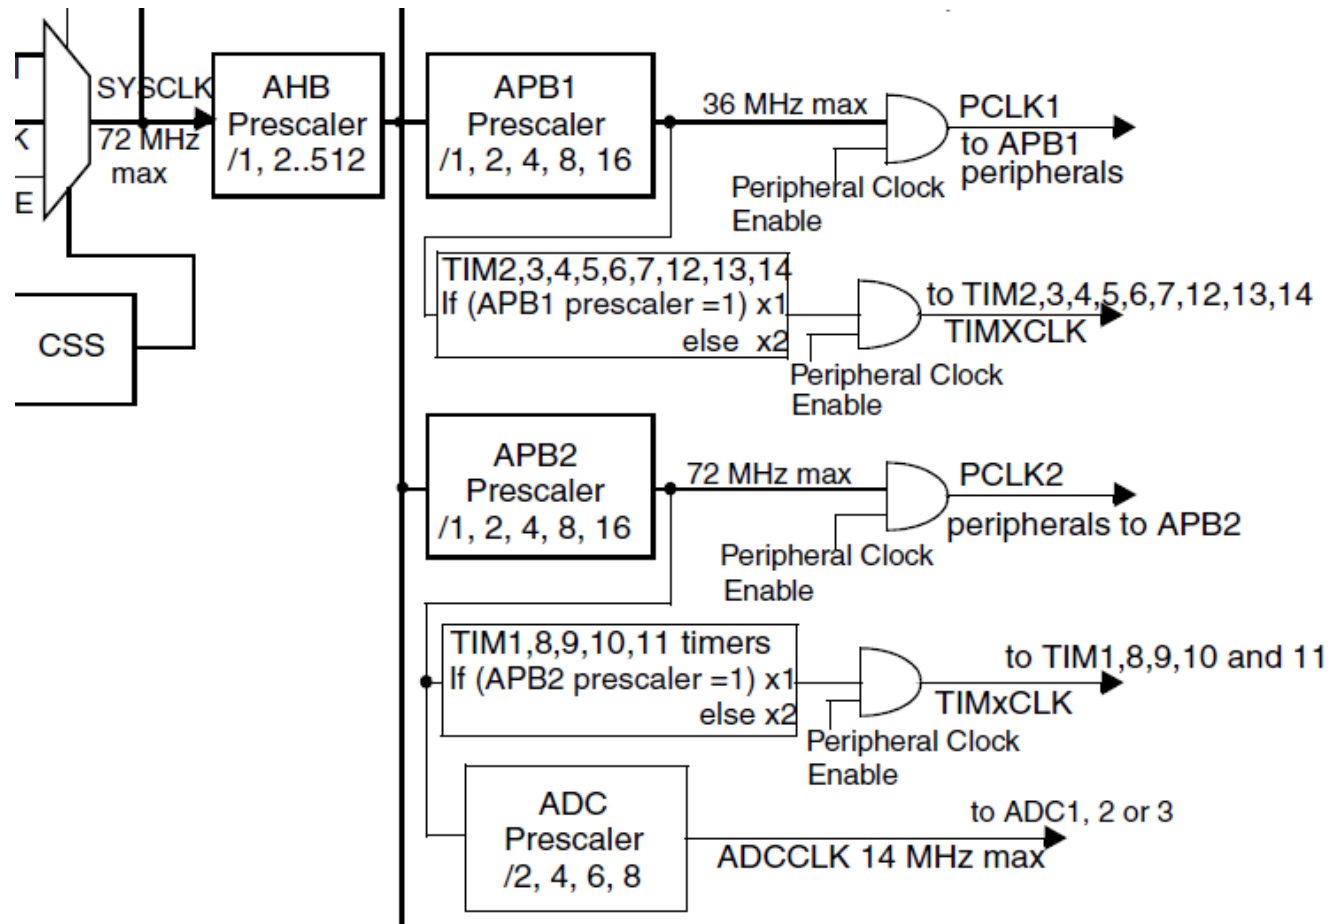 SYSCLK
72 MHz
max
K
E
AHB
Prescaler
/1, 2..512
APB1
Prescaler
/1, 2, 4, 8, 16
36 MHz max
PCLK1
to APB1
peripherals
Peripheral Clock
Enable
TIM2,3,4,5,6,7,12,13,14
If (APB1 prescaler =1) x1
else x2
to TIM2,3,4,5,6,7,12,13,14
TIMXCLK
Peripheral Clock
Enable
CSS
APB2
Prescaler
/1, 2, 4, 8, 16
72 MHz max
PCLK2
peripherals to APB2
Peripheral Clock
Enable
TIM1,8,9,10,11 timers
If (APB2 prescaler =1) x1
else x2
to TIM1,8,9,10 and 11
TIMxCLK
Peripheral Clock
Enable
ADC
Prescaler
/2, 4, 6, 8
to ADC1, 2 or 3
ADCCLK 14 MHz max